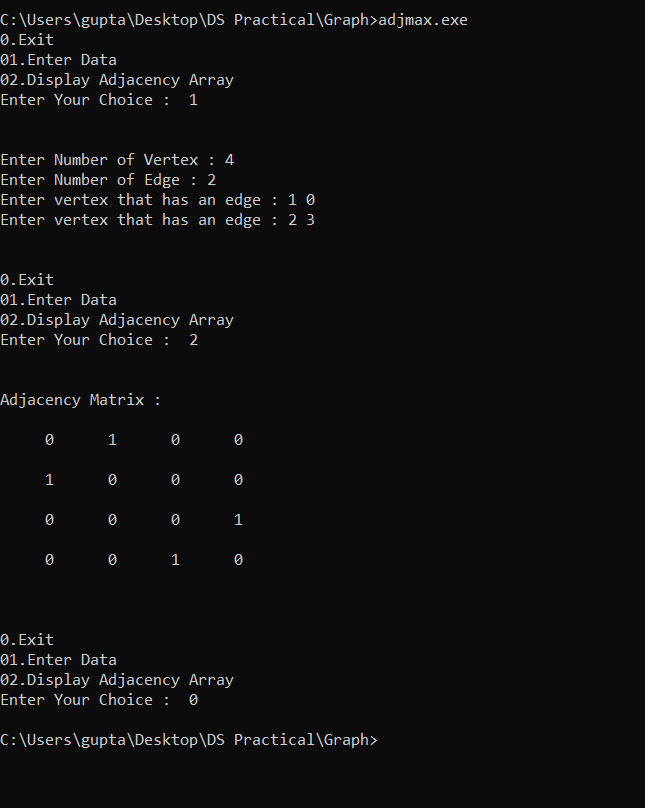 C:\Users\gupta\Desktop\DS Practical\Graph>adjmax.exe
0.Exit
01.Enter Data
02.Display Adjacency Array
Enter Your Choice :  1
Enter Number of Vertex : 4
Enter Number of Edge : 2
Enter vertex that has an edge : 1 0
Enter vertex that has an edge : 2 3
0.Exit
01.Enter Data
02.Display Adjacency Array
Enter Your Choice :  2
Adjacency Matrix :
0      1      0      0
1      0      0      0
0      0      0      1
0      0      1      0
0.Exit
01.Enter Data
02.Display Adjacency Array
Enter Your Choice :  0
C:\Users\gupta\Desktop\DS Practical\Graph>